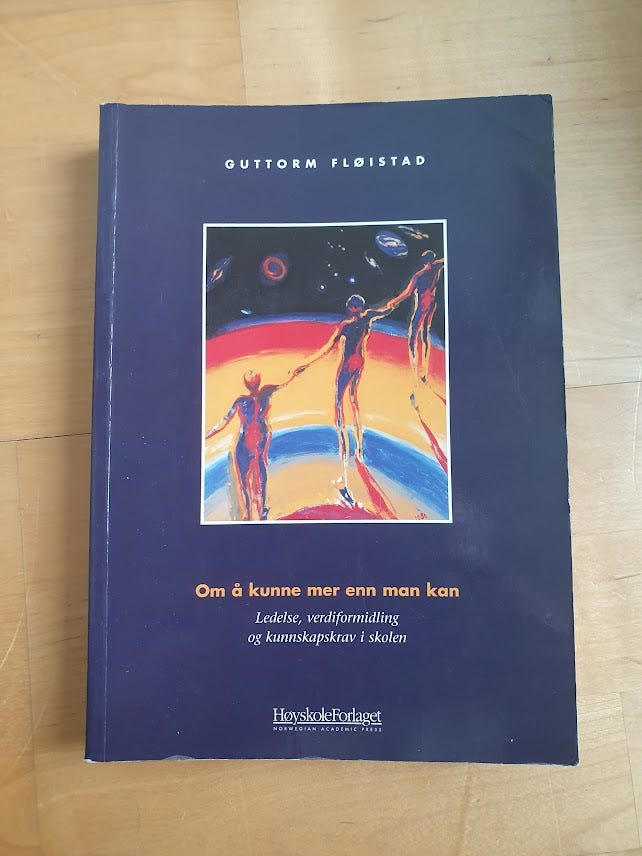 GUTTORM FLØISTAD
Om å kunne mer enn man kan
Ledelse, verdiformidling
og kunnskapskrav i skolen
HøyskoleForlaget
NORWEGIAN ACADEMIC PRESS